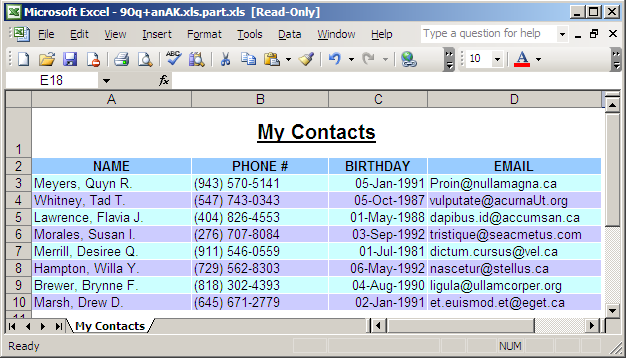 Microsoft Excel - 90q+anAK.xls.part.xls [Read-Only]
File Edit View Insert Format Tools Data Window Help Type a question for help
ABC 10 A
E18 fx
A B C D
1 My Contacts
2 NAME PHONE # BIRTHDAY EMAIL
3 Meyers, Quyn R. (943) 570-5141 05-Jan-1991 Proin@nullamagna.ca
4 Whitney, Tad T. (547) 743-0343 05-Oct-1987 vulputate@acurnaUt.org
5 Lawrence, Flavia J. (404) 826-4553 01-May-1988 dapibus.id@accumsan.ca
6 Morales, Susan I. (276) 707-8084 03-Sep-1992 tristique@seacmetus.com
7 Merrill, Desiree Q. (911) 546-0559 01-Jul-1981 dictum.cursus@vel.ca
8 Hampton, Willa Y. (729) 562-8303 06-May-1992 nascetur@stellus.ca
9 Brewer, Brynne F. (818) 302-4393 04-Aug-1990 ligula@ullamcorper.org
10 Marsh, Drew D. (645) 671-2779 02-Jan-1991 et.euismod.et@eget.ca
11
My Contacts
Ready NUM